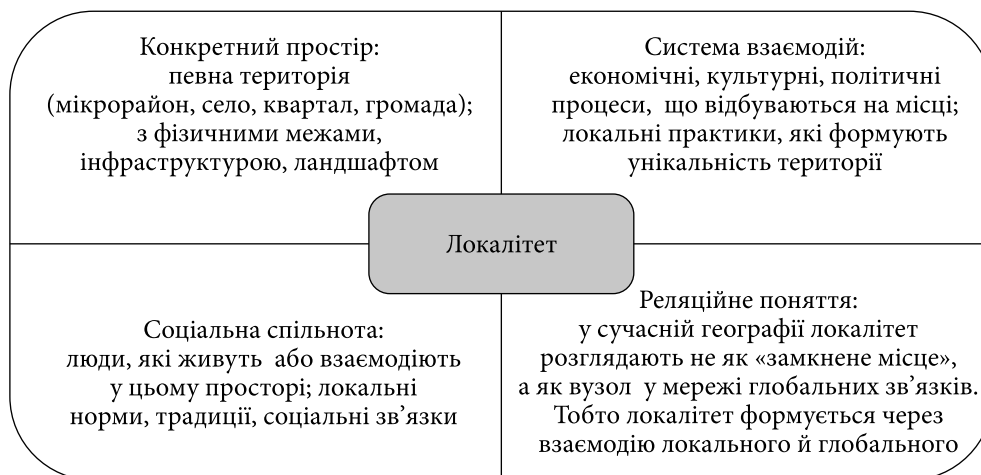 Конкретний простір:
певна територія
(мікрорайон, село, квартал, громада);
з фізичними межами,
інфраструктурою, ландшафтом
Система взаємодій:
економічні, культурні, політичні
процеси, що відбуваються на місці;
локальні практики, які формують
унікальність території
Локалітет
Соціальна спільнота:
люди, які живуть або взаємодіють
у цьому просторі; локальні
норми, традиції, соціальні зв’язки
Реляційне поняття:
у сучасній географії локалітет
розглядають не як «замкнене місце»,
а як вузол у мережі глобальних зв’язків.
Тобто локалітет формується через
взаємодію локального й глобального